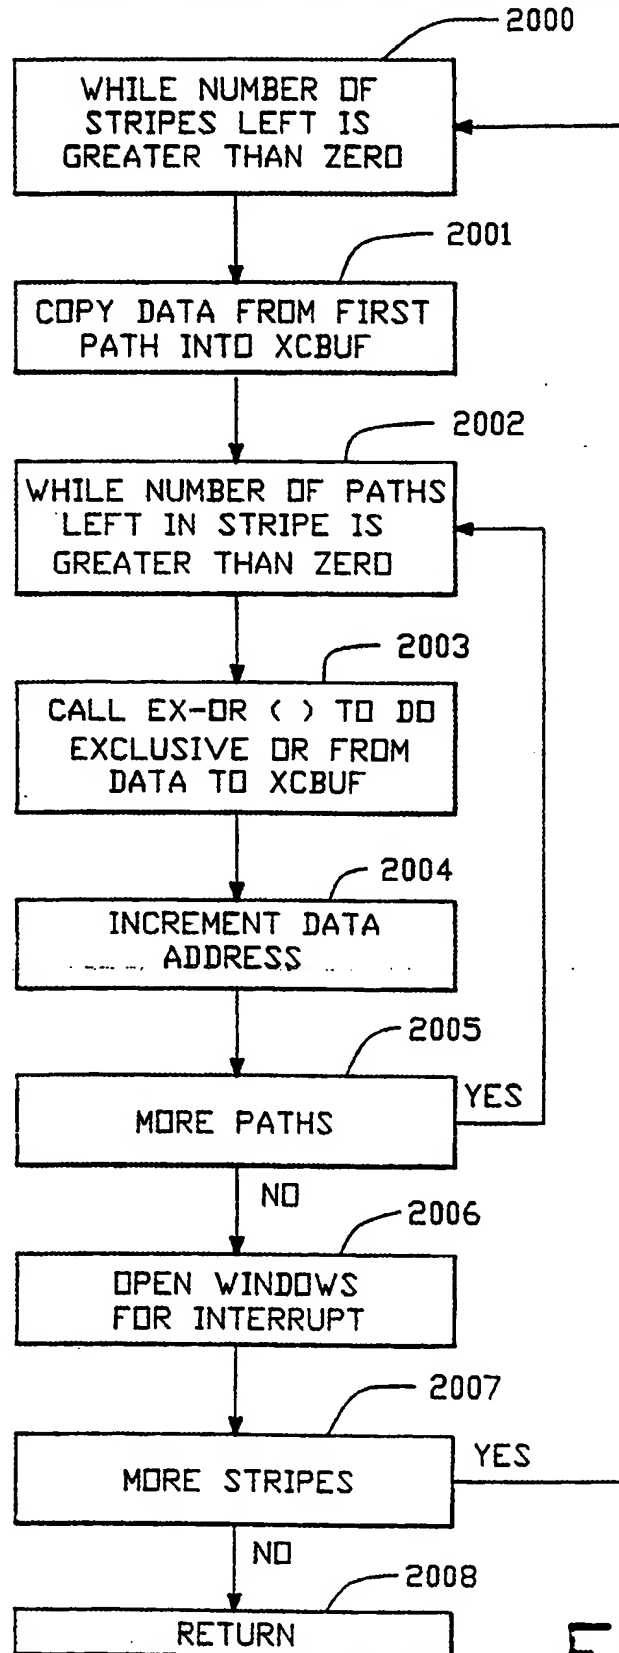 2000
WHILE NUMBER OF
STRIPES LEFT IS
GREATER THAN ZERO
2001
COPY DATA FROM FIRST
PATH INTO XCBUF
2002
WHILE NUMBER OF PATHS
LEFT IN STRIPE IS
GREATER THAN ZERO
2003
CALL EX-OR ( ) TO DO
EXCLUSIVE OR FROM
DATA TO XCBUF
2004
INCREMENT DATA
ADDRESS
2005
MORE PATHS
YES
NO
2006
OPEN WINDOWS
FOR INTERRUPT
2007
MORE STRIPES
YES
NO
2008
RETURN